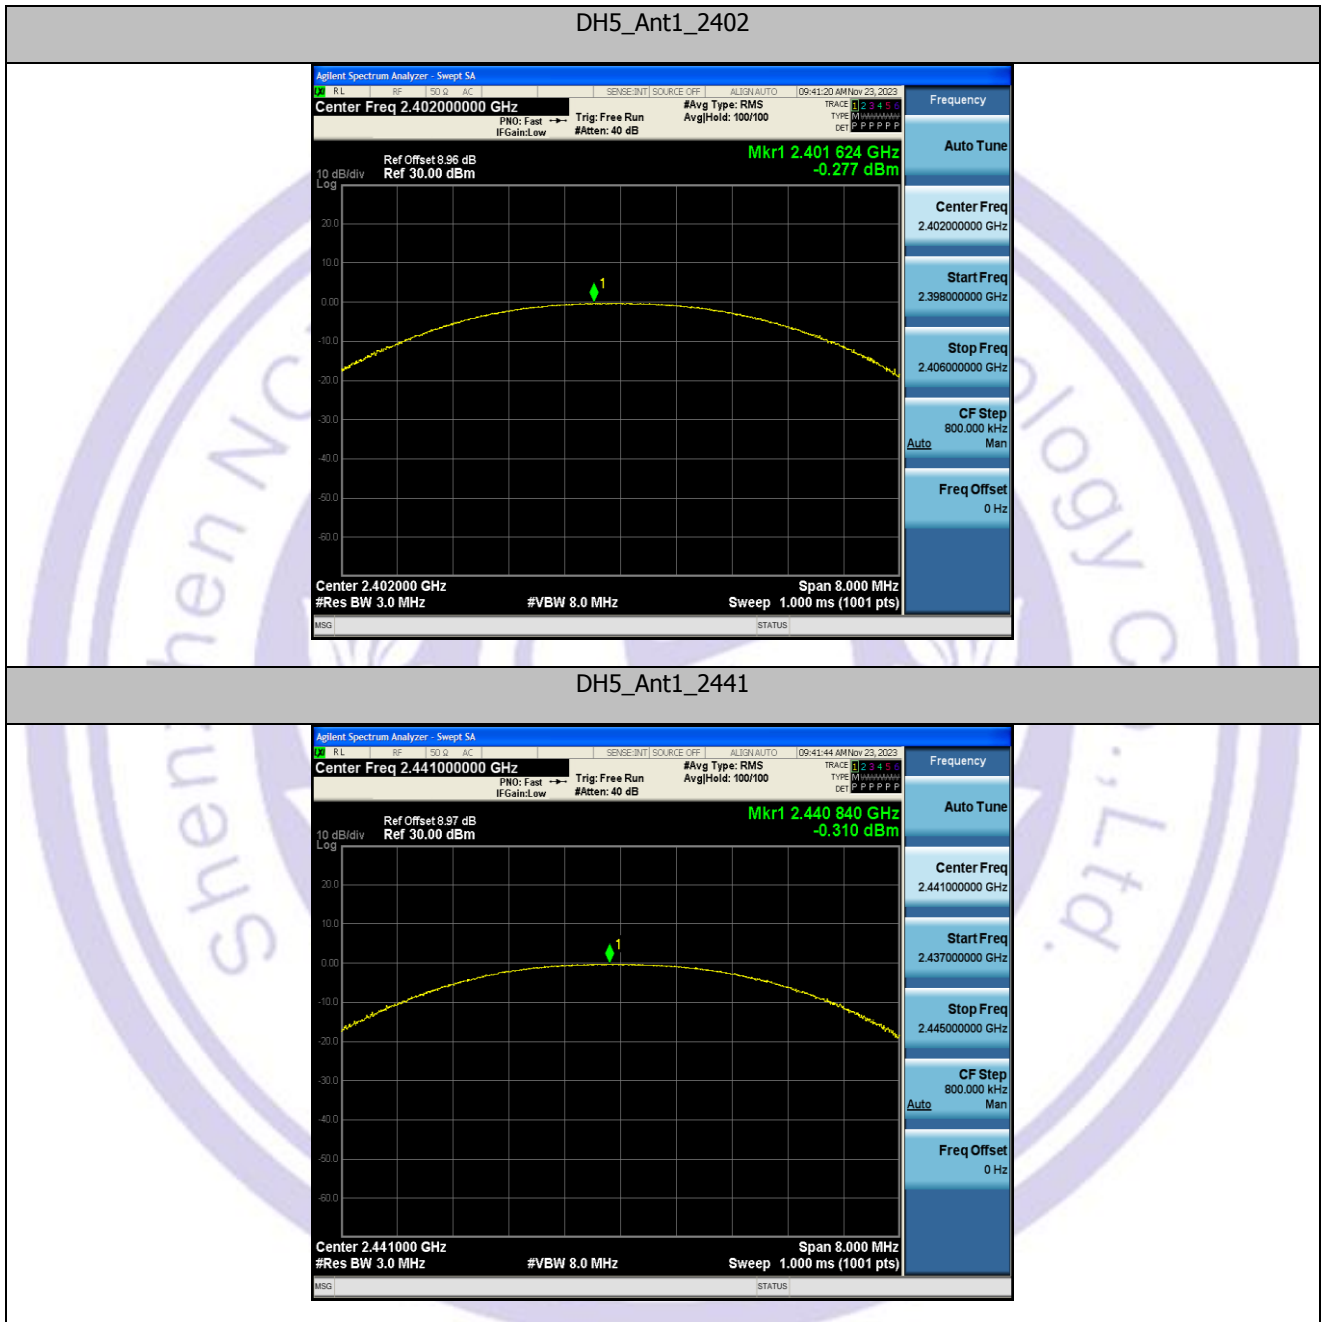 DH5_Ant1_2402
Agilent Spectrum Analyzer - Swept SA
RL RF 50 Ω AC SENSE:INT SOURCE OFF ALIGN AUTO 09:41:20 AM Nov 23, 2023
Center Freq 2.402000000 GHz
PNO: Fast
IFGain:Low
Trig: Free Run
#Atten: 40 dB
#Avg Type: RMS
Avg|Hold: 100/100
TRACE 1 2 3 4 5 6
TYPE M
DET P P P P P P
Mkr1 2.401 624 GHz
-0.277 dBm
Ref Offset 8.96 dB
10 dB/div Ref 30.00 dBm
Log
20.0
10.0
1
0.00
-10.0
-20.0
-30.0
-40.0
-50.0
-60.0
Center 2.402000 GHz Span 8.000 MHz
#Res BW 3.0 MHz #VBW 8.0 MHz Sweep 1.000 ms (1001 pts)
MSG STATUS
Frequency
Auto Tune
Center Freq
2.402000000 GHz
Start Freq
2.398000000 GHz
Stop Freq
2.406000000 GHz
CF Step
800.000 kHz
Auto Man
Freq Offset
0 Hz
DH5_Ant1_2441
Agilent Spectrum Analyzer - Swept SA
RL RF 50 Ω AC SENSE:INT SOURCE OFF ALIGN AUTO 09:41:44 AM Nov 23, 2023
Center Freq 2.441000000 GHz
PNO: Fast
IFGain:Low
Trig: Free Run
#Atten: 40 dB
#Avg Type: RMS
Avg|Hold: 100/100
TRACE 1 2 3 4 5 6
TYPE M
DET P P P P P P
Mkr1 2.440 840 GHz
-0.310 dBm
Ref Offset 8.97 dB
10 dB/div Ref 30.00 dBm
Log
20.0
10.0
1
0.00
-10.0
-20.0
-30.0
-40.0
-50.0
-60.0
Center 2.441000 GHz Span 8.000 MHz
#Res BW 3.0 MHz #VBW 8.0 MHz Sweep 1.000 ms (1001 pts)
MSG STATUS
Frequency
Auto Tune
Center Freq
2.441000000 GHz
Start Freq
2.437000000 GHz
Stop Freq
2.445000000 GHz
CF Step
800.000 kHz
Auto Man
Freq Offset
0 Hz
Co.,Ltd.